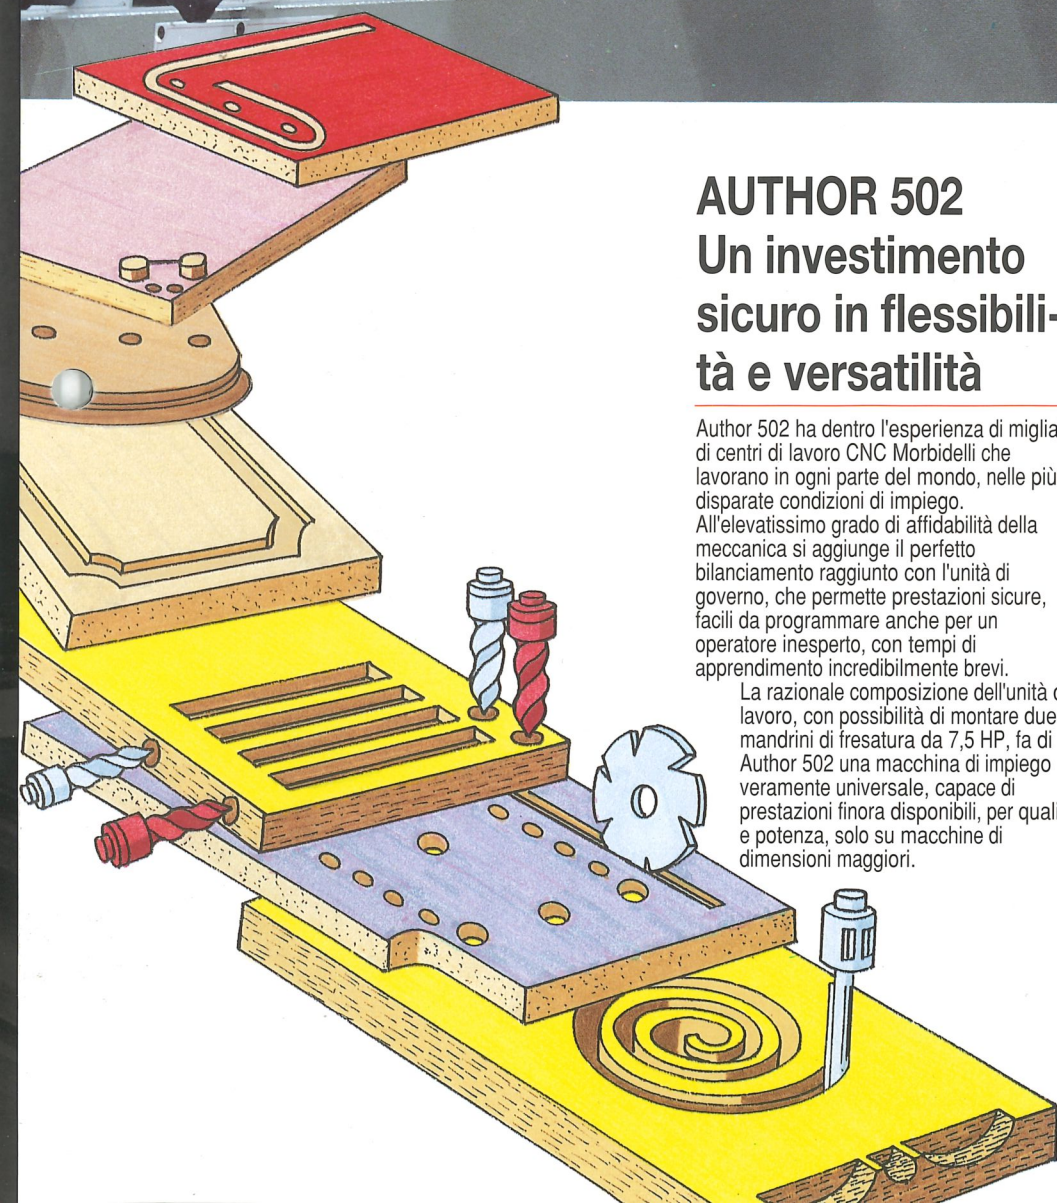 AUTHOR 502
Un investimento
sicuro in flessibili-
tà e versatilità
Author 502 ha dentro l'esperienza di miglia
di centri di lavoro CNC Morbidelli che
lavorano in ogni parte del mondo, nelle più
disparate condizioni di impiego.
All'elevatissimo grado di affidabilità della
meccanica si aggiunge il perfetto
bilanciamento raggiunto con l'unità di
governo, che permette prestazioni sicure,
facili da programmare anche per un
operatore inesperto, con tempi di
apprendimento incredibilmente brevi.
La razionale composizione dell'unità d
lavoro, con possibilità di montare due
mandrini di fresatura da 7,5 HP, fa di
Author 502 una macchina di impiego
veramente universale, capace di
prestazioni finora disponibili, per quali
e potenza, solo su macchine di
dimensioni maggiori.